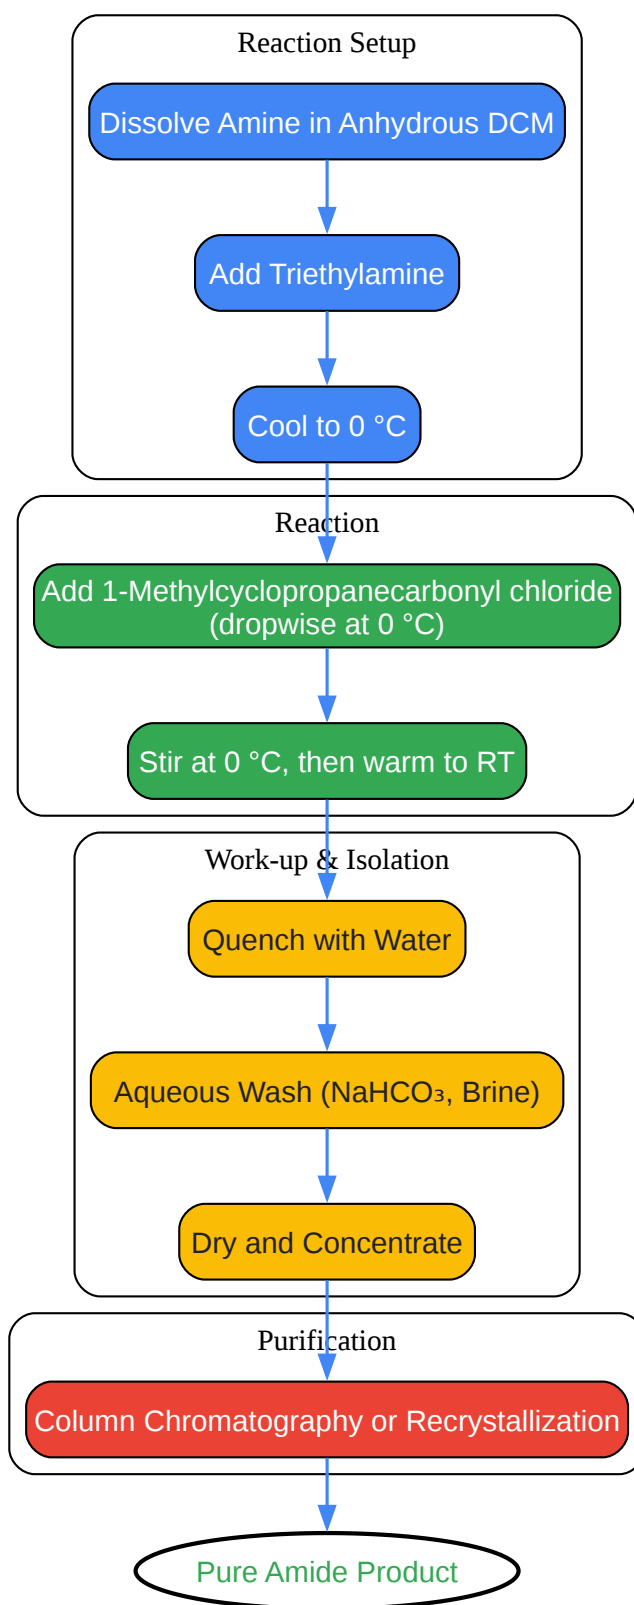 Reaction Setup
Dissolve Amine in Anhydrous DCM
Add Triethylamine
Cool to 0 °C
Reaction
Add 1-Methylcyclopropanecarbonyl chloride
(dropwise at 0 °C)
Stir at 0 °C, then warm to RT
Work-up & Isolation
Quench with Water
Aqueous Wash (NaHCO₃, Brine)
Dry and Concentrate
Purification
Column Chromatography or Recrystallization
Pure Amide Product